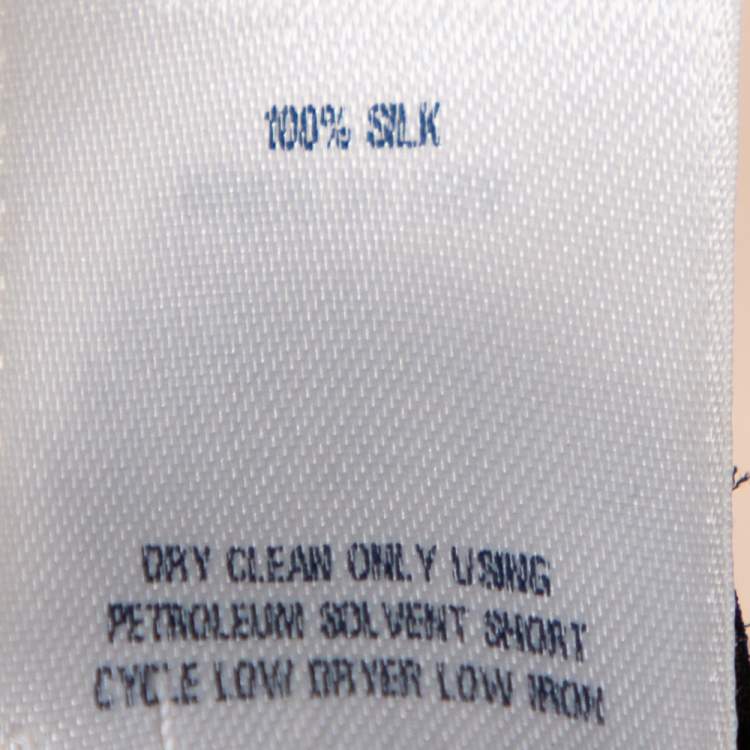 100% SILK
DRY CLEAN ONLY USING
PETROLEUM SOLVENT SHORT
CYCLE LOW DRYER LOW IRON